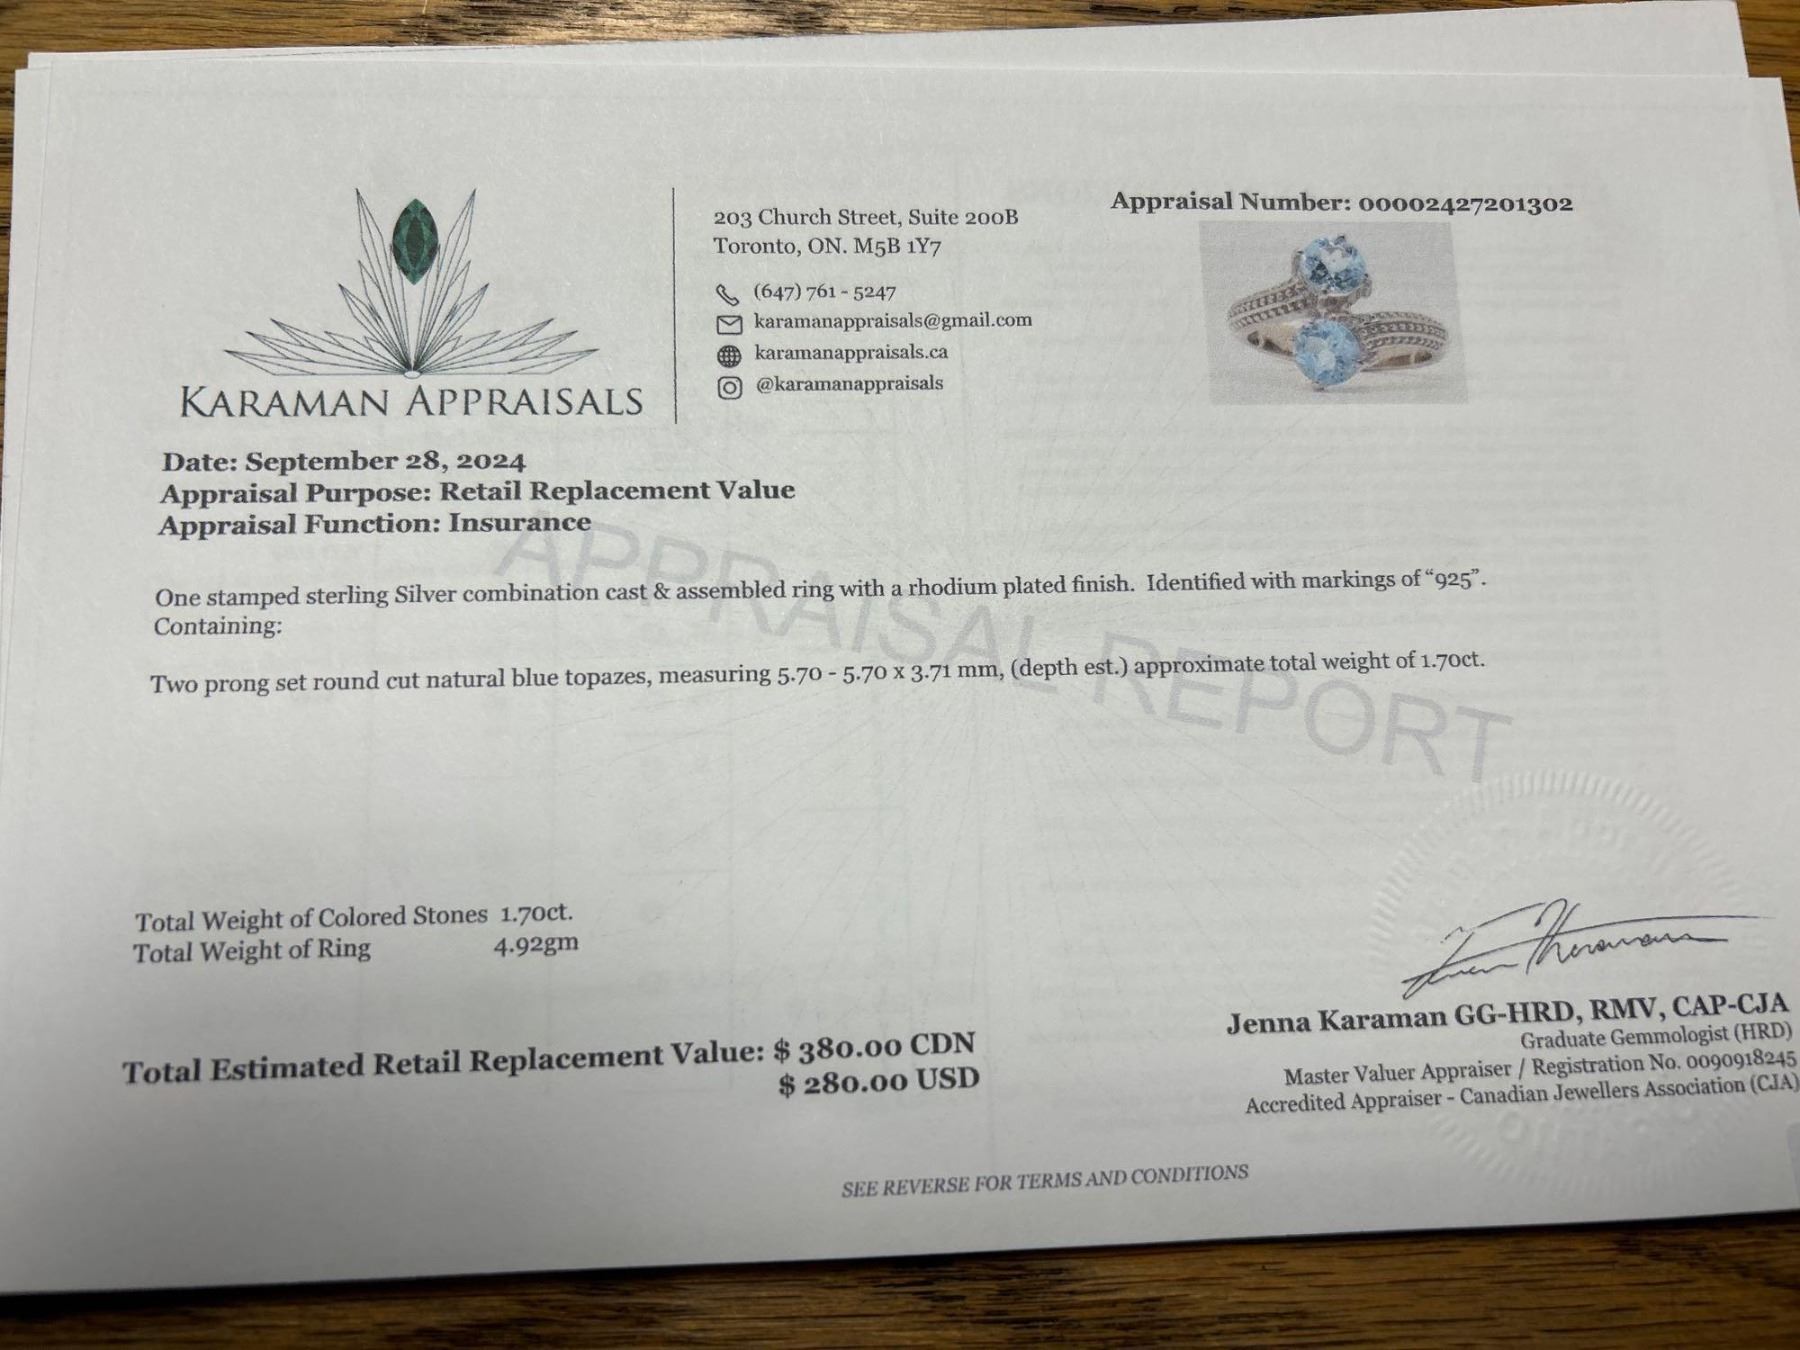 KARAMAN APPRAISALS
203 Church Street, Suite 200B
Toronto, ON. M5B 1Y7
(647) 761 - 5247
karamanappraisals@gmail.com
karamanappraisals.ca
@karamanappraisals
Appraisal Number: 00002427201302
Date: September 28, 2024
Appraisal Purpose: Retail Replacement Value
Appraisal Function: Insurance
APPRAISAL REPORT
One stamped sterling Silver combination cast & assembled ring with a rhodium plated finish. Identified with markings of “925”.
Containing:
Two prong set round cut natural blue topazes, measuring 5.70 - 5.70 x 3.71 mm, (depth est.) approximate total weight of 1.70ct.
Total Weight of Colored Stones 1.70ct.
Total Weight of Ring 4.92gm
Total Estimated Retail Replacement Value: $ 380.00 CDN
$ 280.00 USD
Jenna Karaman GG-HRD, RMV, CAP-CJA
Graduate Gemmologist (HRD)
Master Valuer Appraiser / Registration No. 0090918245
Accredited Appraiser - Canadian Jewellers Association (CJA)
SEE REVERSE FOR TERMS AND CONDITIONS